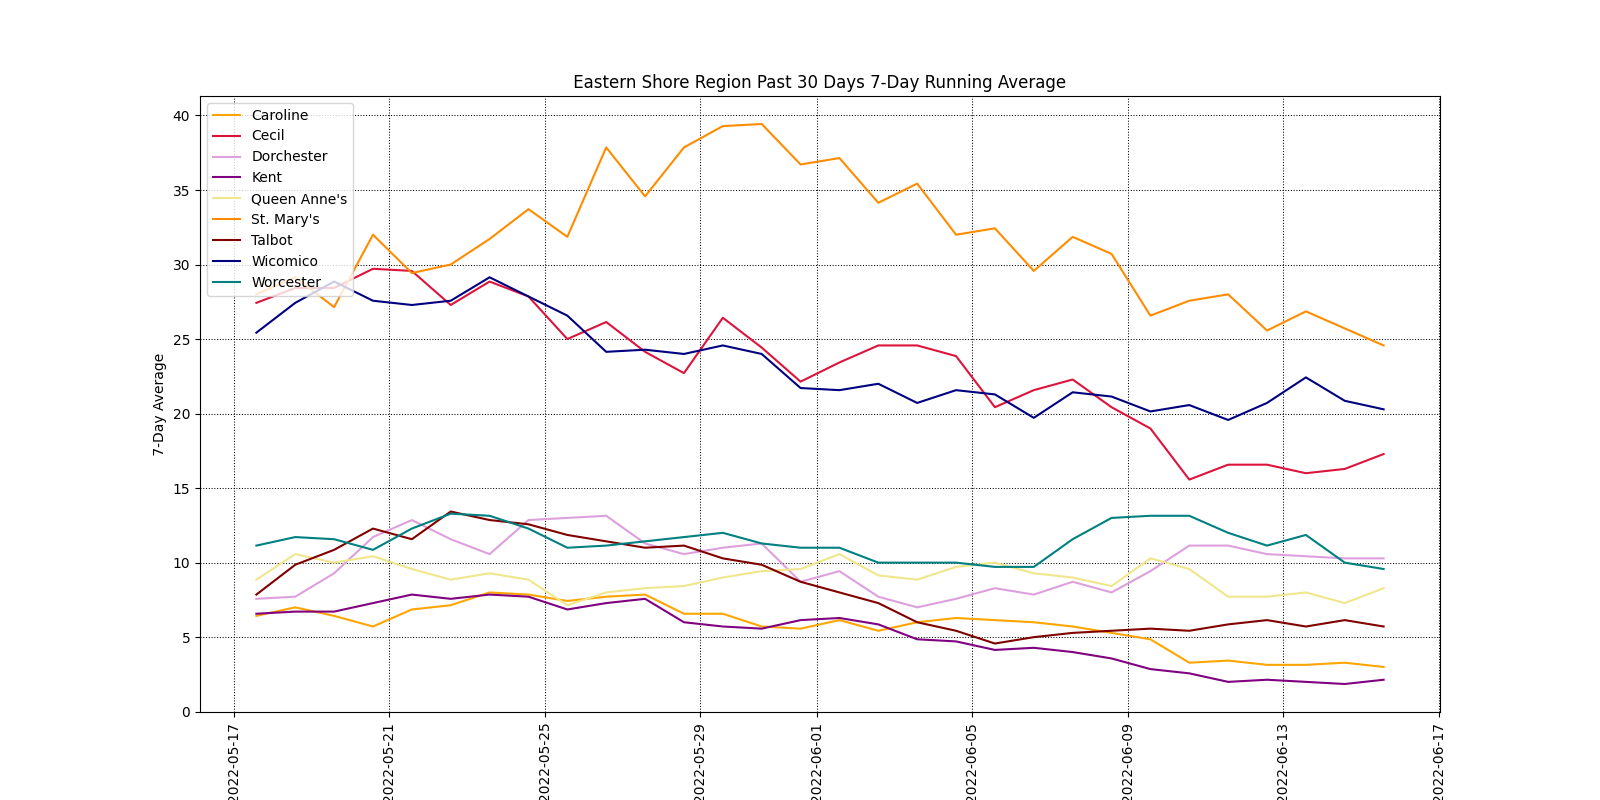 Eastern Shore Region Past 30 Days 7-Day Running Average
40
35
30
25
20
15
10
5
0
7-Day Average
Caroline
Cecil
Dorchester
Kent
Queen Anne's
St. Mary's
Talbot
Wicomico
Worcester
2022-05-17
2022-05-21
2022-05-25
2022-05-29
2022-06-01
2022-06-05
2022-06-09
2022-06-13
2022-06-17